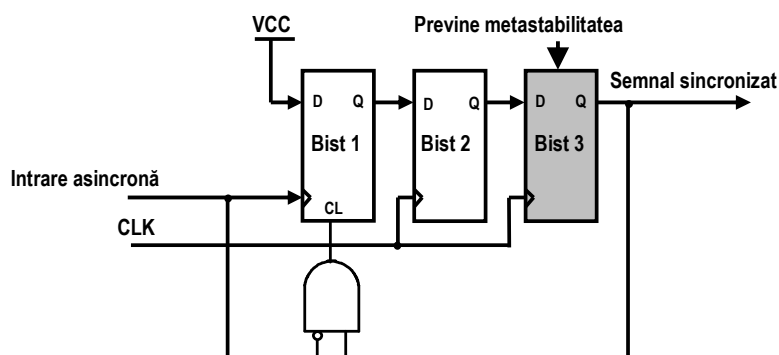 VCC
Previne metastabilitatea
Semnal sincronizat
D Q
D Q
D Q
Bist 1
Bist 2
Bist 3
Intrare asincronă
CL
CLK